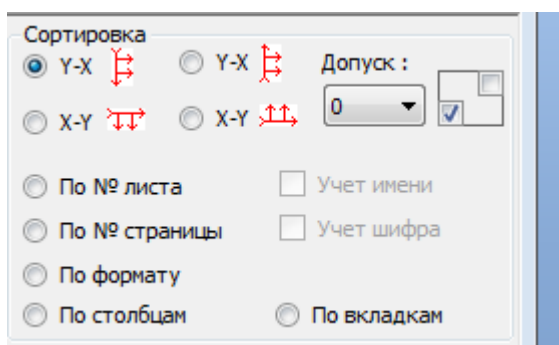 Сортировка
Y-X Y-X Допуск :
X-Y X-Y 0
По № листа Учет имени
По № страницы Учет шифра
По формату
По столбцам По вкладкам